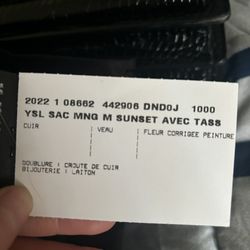 2022 1 08662 442906 DND0J 1000
YSL SAC MNG M SUNSET AVEC TASS
CUIR | VEAU | FLEUR CORRIGEE PEINTURE
DOUBLURE : CROUTE DE CUIR
BIJOUTERIE : LAITON